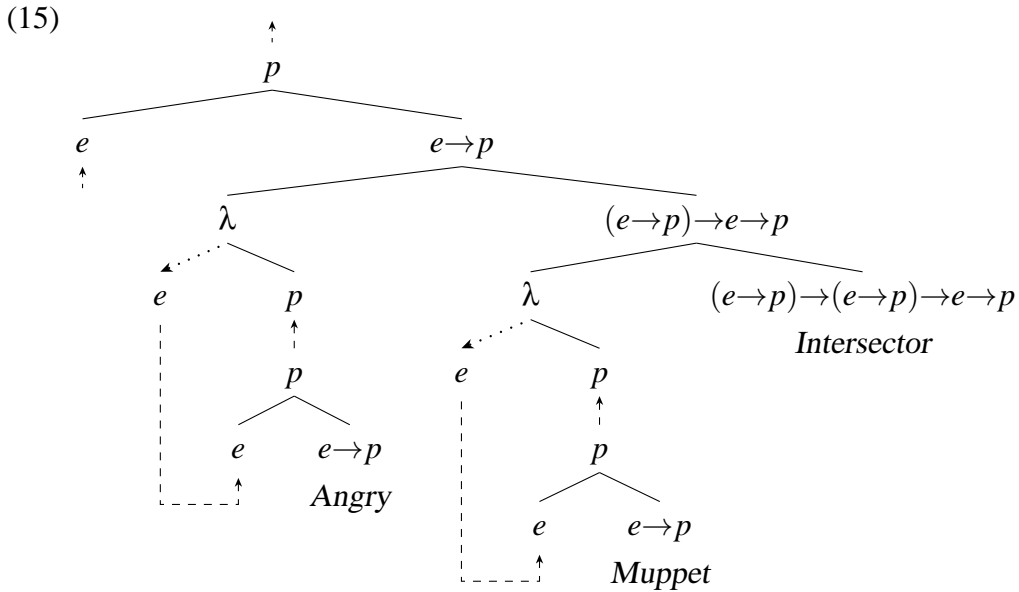 (15)
p
e e→p
λ (e→p)→e→p
e p λ (e→p)→(e→p)→e→p
Intersector
p e p
e e→p p
Angry
e e→p
Muppet